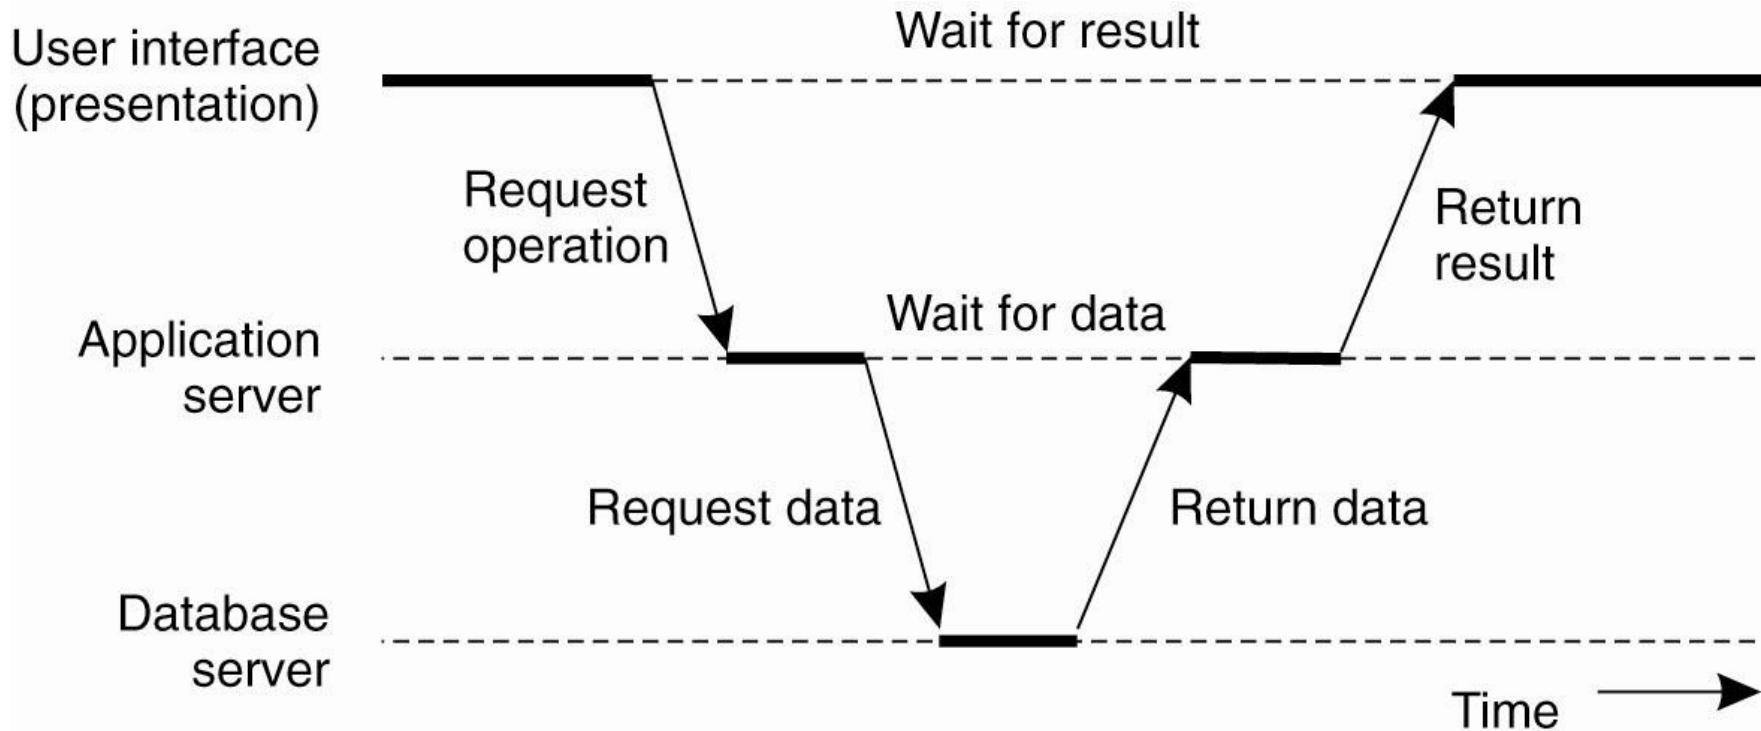 Wait for result
User interface
(presentation)
Request
operation
Return
result
Wait for data
Application
server
Request data
Return data
Database
server
Time